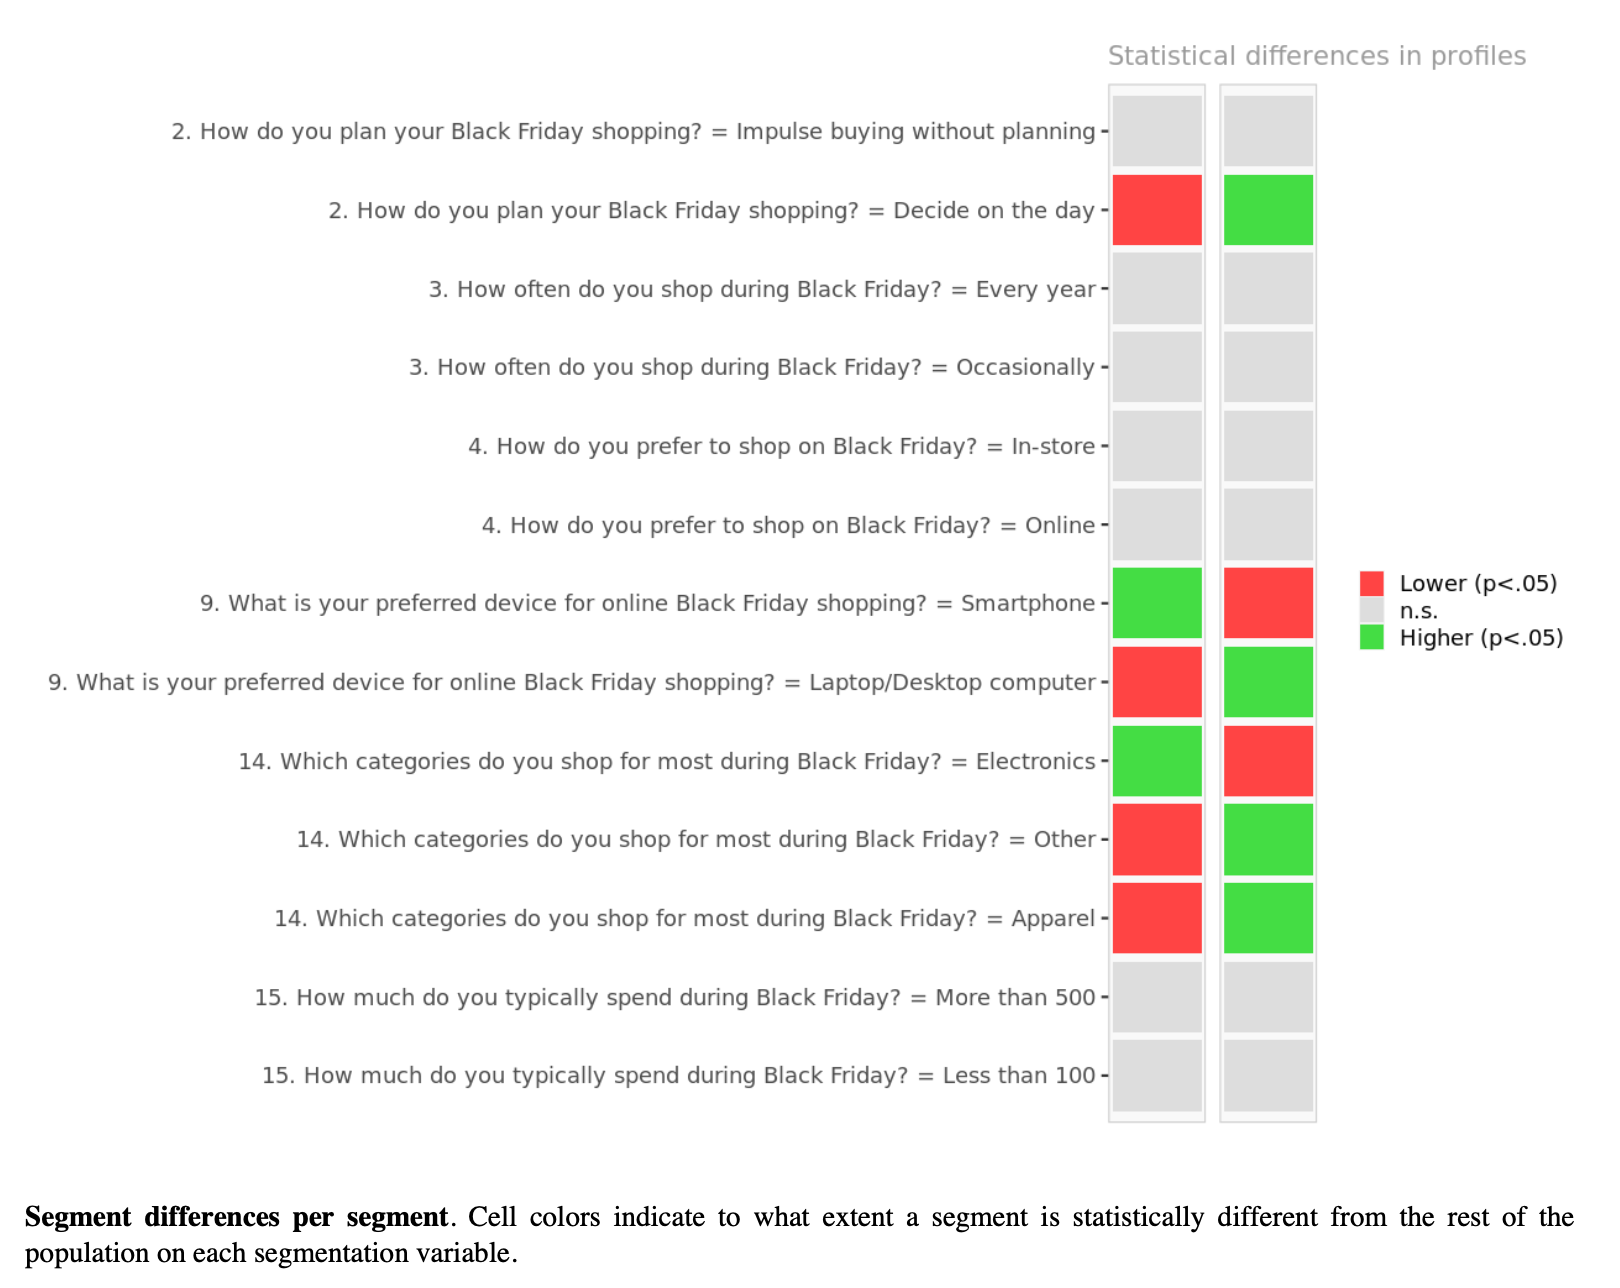 Statistical differences in profiles
2. How do you plan your Black Friday shopping? = Impulse buying without planning
2. How do you plan your Black Friday shopping? = Decide on the day
3. How often do you shop during Black Friday? = Every year
3. How often do you shop during Black Friday? = Occasionally
4. How do you prefer to shop on Black Friday? = In-store
4. How do you prefer to shop on Black Friday? = Online
9. What is your preferred device for online Black Friday shopping? = Smartphone
9. What is your preferred device for online Black Friday shopping? = Laptop/Desktop computer
14. Which categories do you shop for most during Black Friday? = Electronics
14. Which categories do you shop for most during Black Friday? = Other
14. Which categories do you shop for most during Black Friday? = Apparel
15. How much do you typically spend during Black Friday? = More than 500
15. How much do you typically spend during Black Friday? = Less than 100
Lower (p<.05)
n.s.
Higher (p<.05)
Segment differences per segment. Cell colors indicate to what extent a segment is statistically different from the rest of the
population on each segmentation variable.